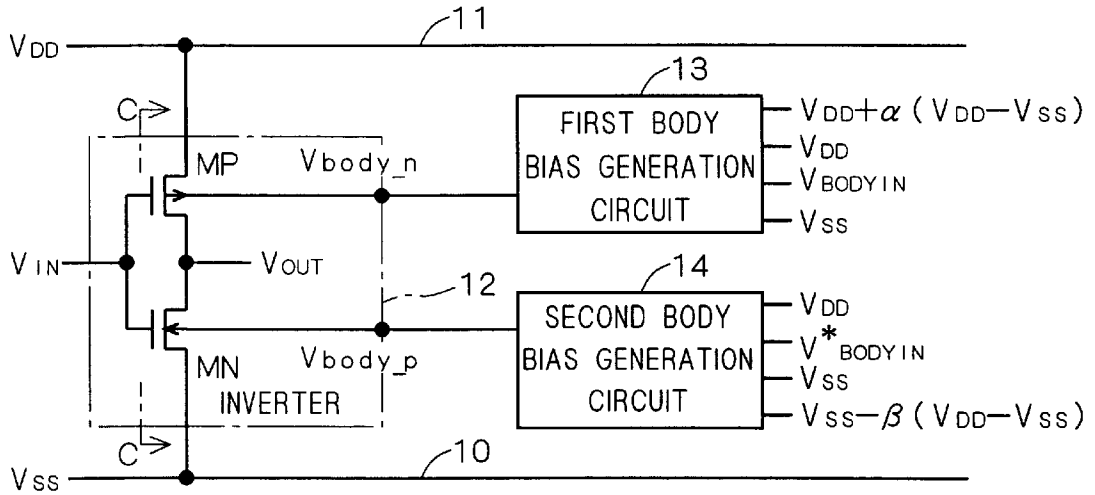 11
VDD
13
C
FIRST BODY
BIAS GENERATION
CIRCUIT
VDD+α(VDD−VSS)
VDD
VBODYIN
VSS
MP
Vbody_n
VIN
VOUT
12
14
SECOND BODY
BIAS GENERATION
CIRCUIT
VDD
V*BODYIN
VSS
VSS−β(VDD−VSS)
Vbody_p
MN
INVERTER
C
10
VSS